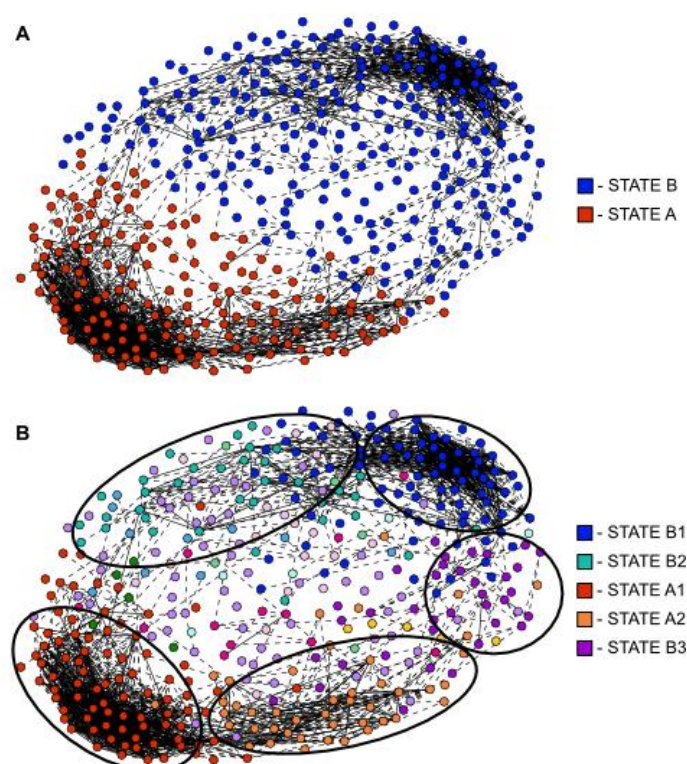 A
- STATE B
- STATE A
B
- STATE B1
- STATE B2
- STATE A1
- STATE A2
- STATE B3